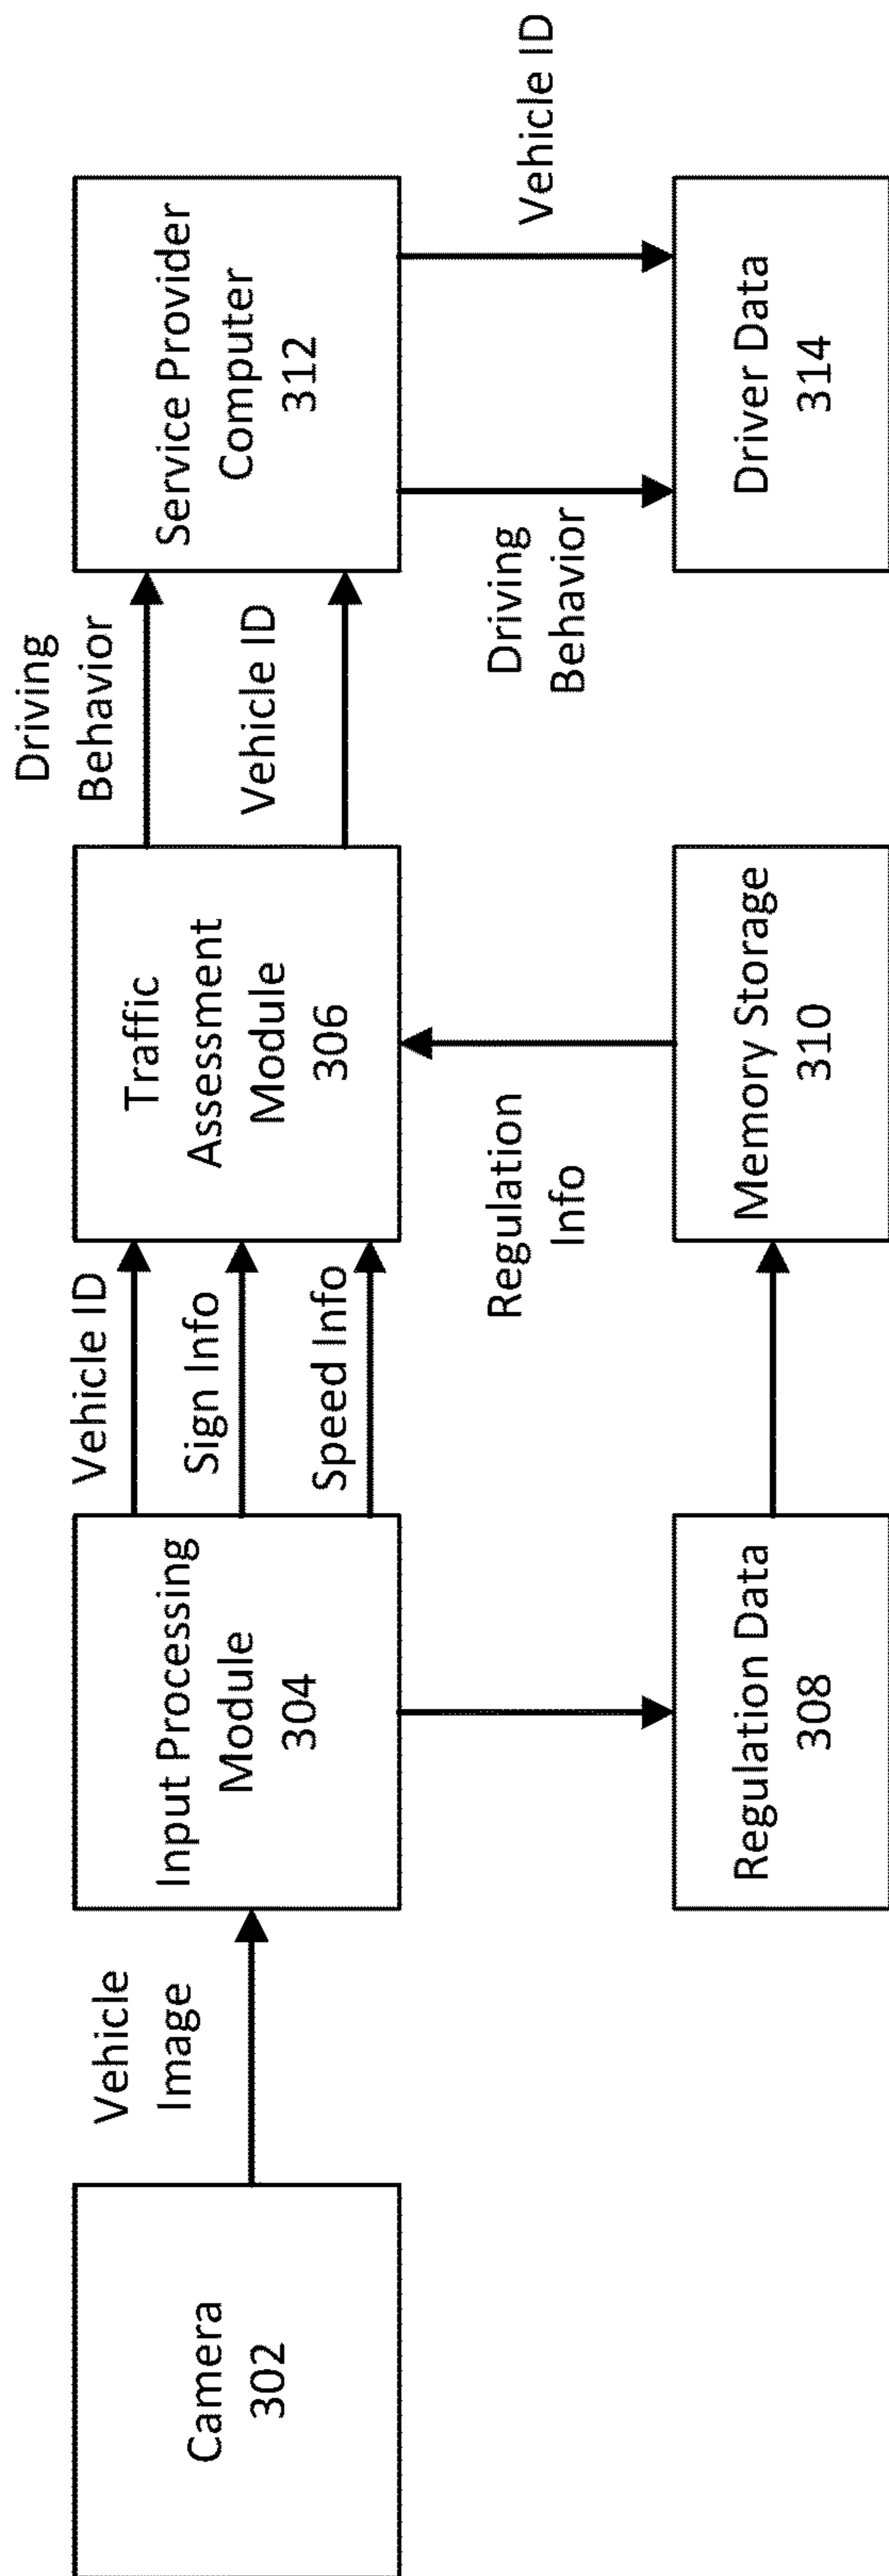 Camera
302
Vehicle
Image
Input Processing
Module
304
Vehicle ID
Sign Info
Speed Info
Traffic
Assessment
Module
306
Driving
Behavior
Vehicle ID
Service Provider
Computer
312
Regulation Data
308
Regulation
Info
Memory Storage
310
Driving
Behavior
Vehicle ID
Driver Data
314